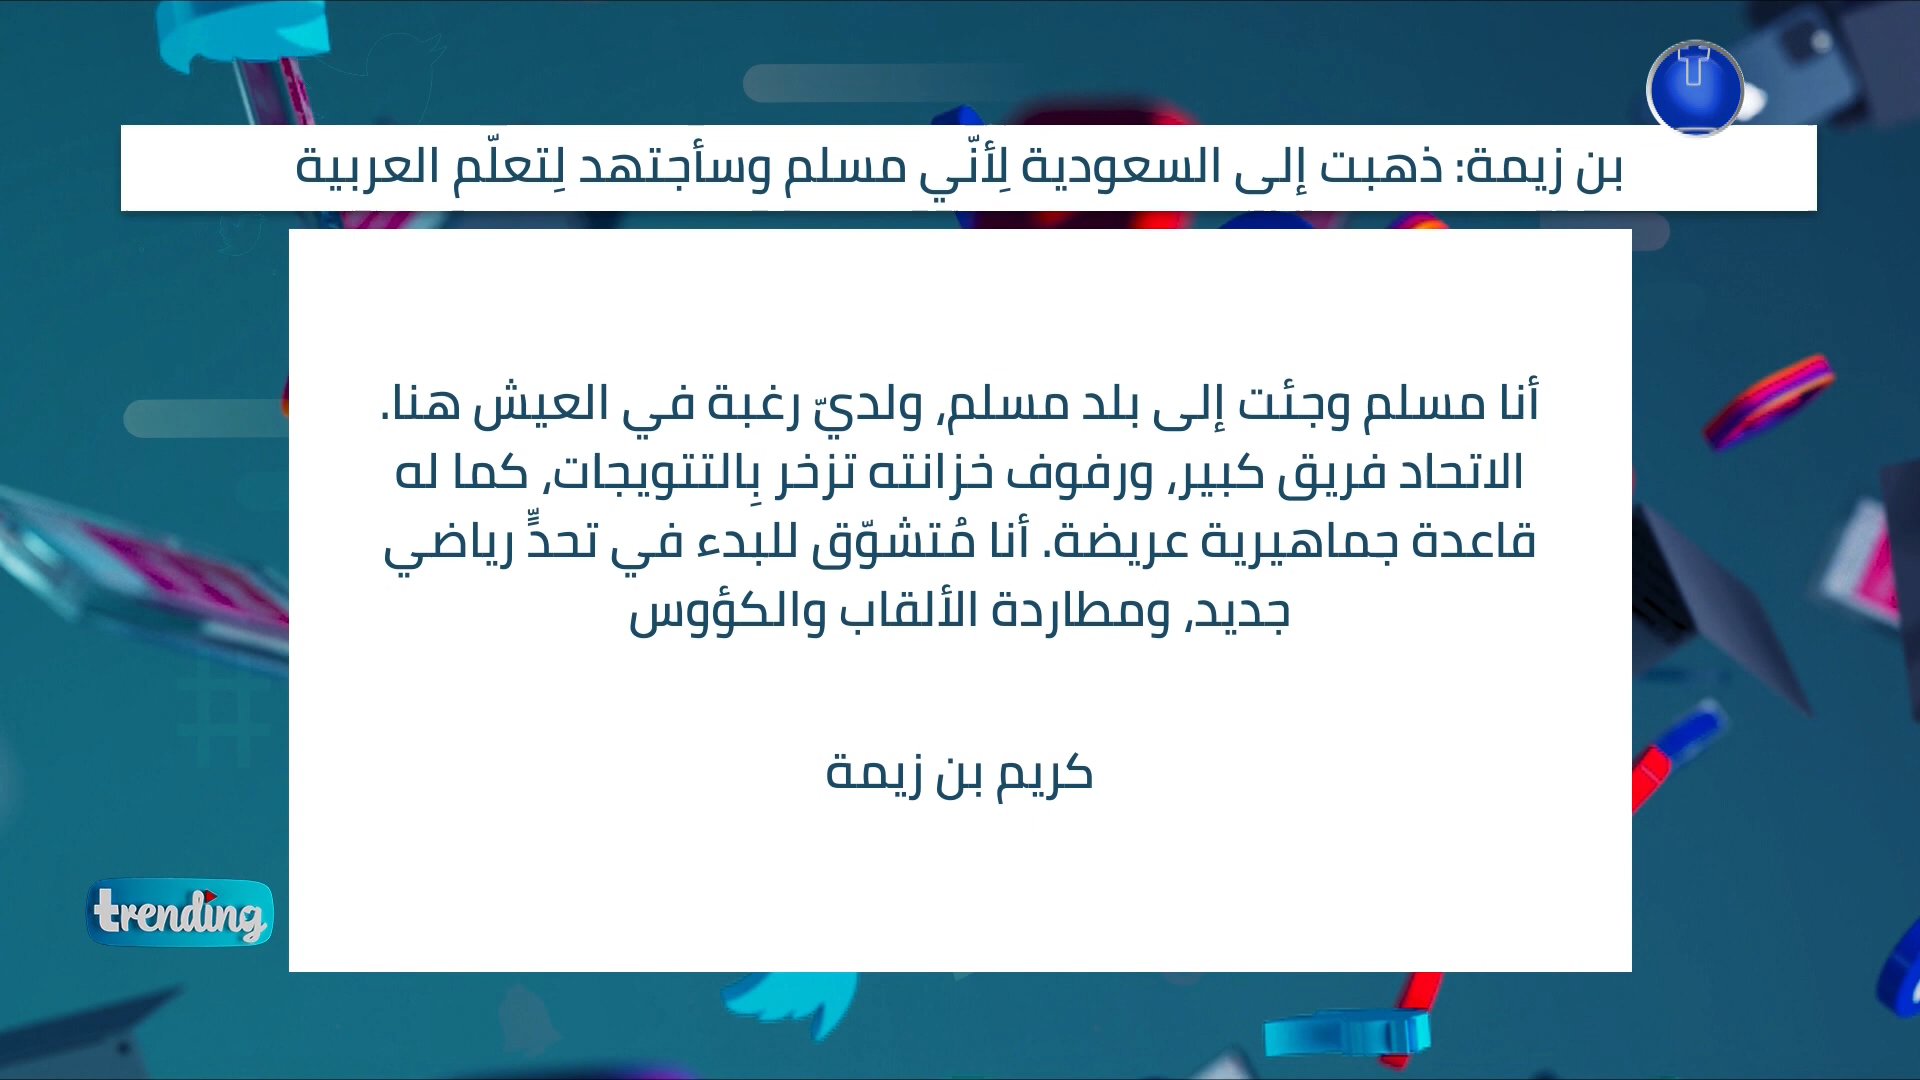 بن زيمة: ذهبت إلى السعودية لِأنّي مسلم وسأجتهد لِتعلّم العربية
أنا مسلم وجئت إلى بلد مسلم، ولديّ رغبة في العيش هنا.
الاتحاد فريق كبير، ورفوف خزانته تزخر بِالتتويجات، كما له
قاعدة جماهيرية عريضة. أنا مُتشوّق للبدء في تحدٍّ رياضي
جديد، ومطاردة الألقاب والكؤوس
كريم بن زيمة
trending